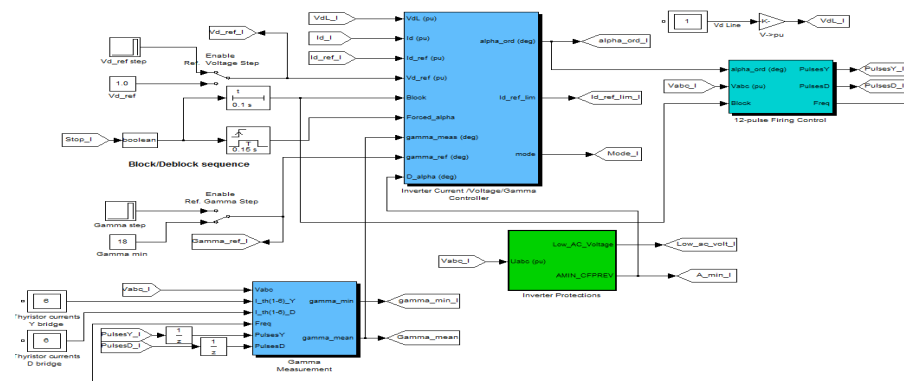 Vd_ref_I
Vd_ref step
Enable
Ref. Voltage Step
1.0
Vd_ref
t
0.1 s
T
0.15 s
Stop_I
boolean
Block/Deblock sequence
Enable
Ref. Gamma Step
Gamma step
18
Gamma min
Gamma_ref_I
VdL_I
Id_I
Id_ref_I
VdL (pu)
Id (pu)
Id_ref (pu)
Vd_ref (pu)
Block
Forced_alpha
gamma_meas (deg)
gamma_ref (deg)
D_alpha (deg)
alpha_ord (deg)
Id_ref_lim
mode
Inverter Current /Voltage/Gamma
Controller
alpha_ord_I
Id_ref_lim_I
Mode_I
1
Vd Line
K-
V->pu
VdL_I
Vabc_I
alpha_ord (deg)
Vabc (pu)
Block
PulsesY
PulsesD
Freq
12-pulse Firing Control
PulsesY_I
PulsesD_I
Vabc_I
Uabc (pu)
Low_AC_Voltage
AMIN_CFPREV
Inverter Protections
Low_ac_volt_I
A_min_I
6
Thyristor currents
Y bridge
6
Thyristor currents
D bridge
Vabc_I
PulsesY_I
PulsesD_I
1
z
1
z
Vabc
I_th(1-6)_Y
I_th(1-6)_D
Freq
PulsesY
PulsesD
gamma_min
gamma_mean
Gamma
Measurement
gamma_min_I
Gamma_mean